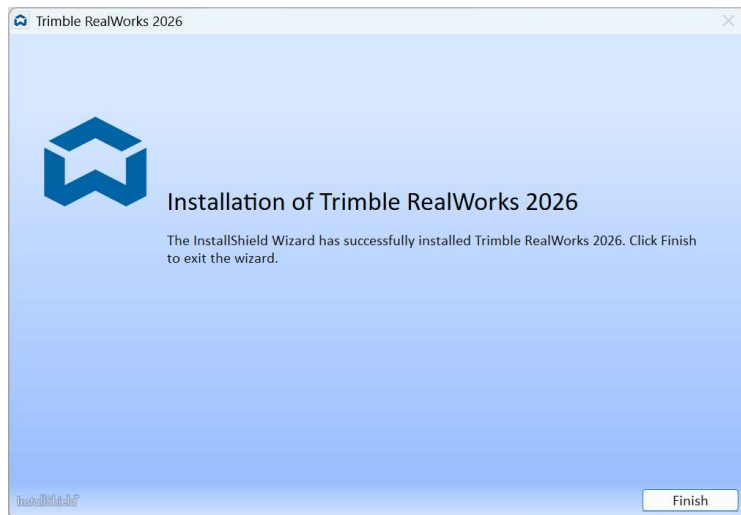 Trimble RealWorks 2026
Installation of Trimble RealWorks 2026
The InstallShield Wizard has successfully installed Trimble RealWorks 2026. Click Finish
to exit the wizard.
InstallShield
Finish